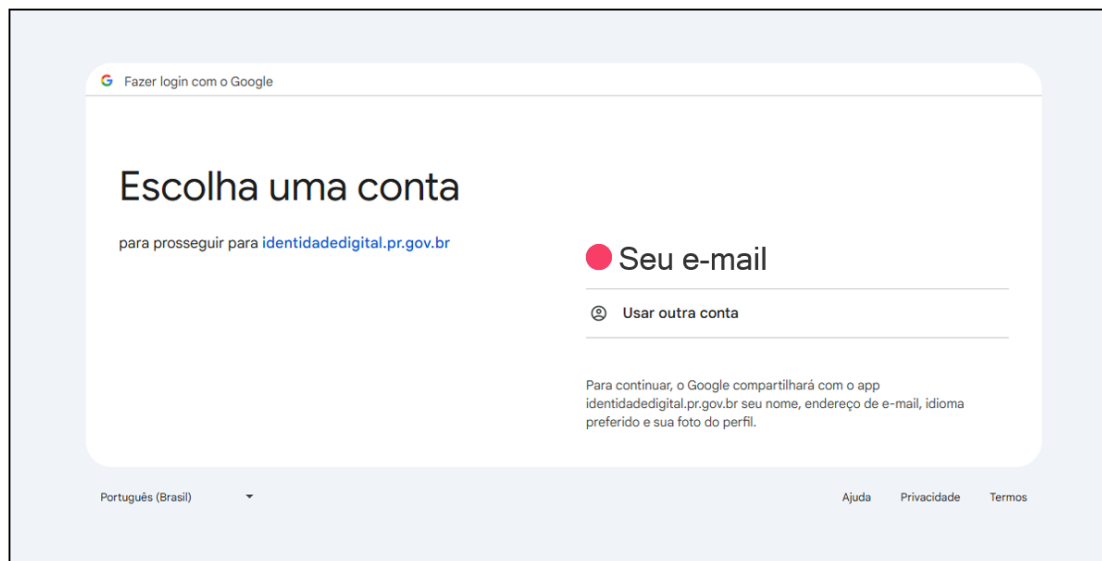 Fazer login com o Google
Escolha uma conta
para prosseguir para identidadedigital.pr.gov.br
Seu e-mail
Usar outra conta
Para continuar, o Google compartilhará com o app
identidadedigital.pr.gov.br seu nome, endereço de e-mail, idioma
preferido e sua foto do perfil.
Português (Brasil)
Ajuda Privacidade Termos